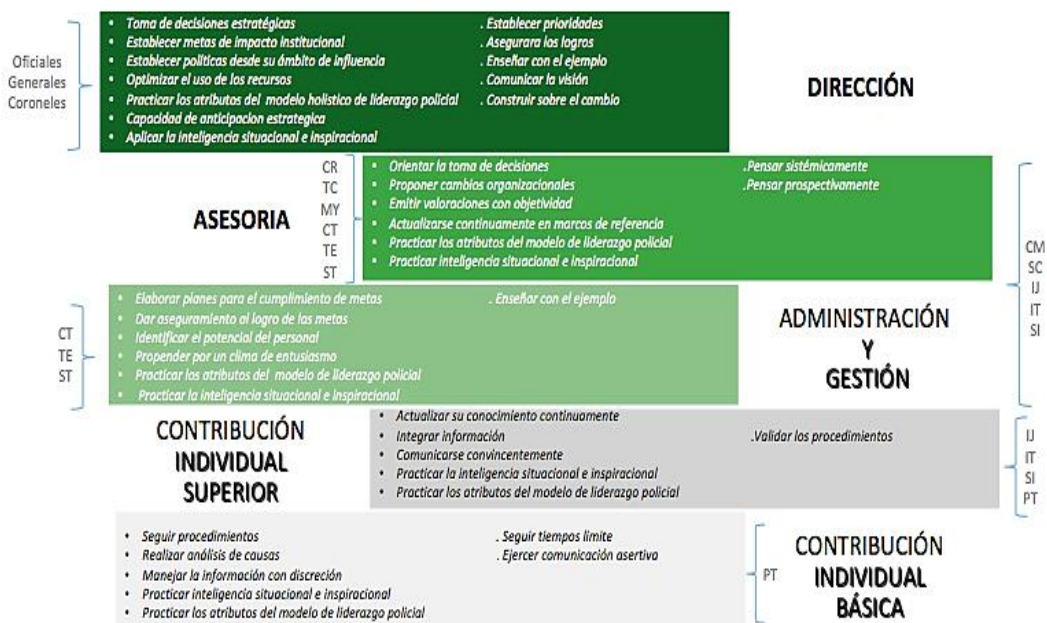 Oficiales
Generales
Coroneles
• Toma de decisiones estratégicas
• Establecer metas de impacto institucional
• Establecer políticas desde su ámbito de influencia
• Optimizar el uso de los recursos
• Practicar los atributos del modelo holístico de liderazgo policial
• Capacidad de anticipacion estrategica
• Aplicar la inteligencia situacional e inspiracional
. Establecer prioridades
. Asegurara los logros
. Enseñar con el ejemplo
. Comunicar la visión
. Construir sobre el cambio
DIRECCIÓN
ASESORIA
CR
TC
MY
CT
TE
ST
• Orientar la toma de decisiones
• Proponer cambios organizacionales
• Emitir valoraciones con objetividad
• Actualizarse continuamente en marcos de referencia
• Practicar los atributos del modelo de liderazgo policial
• Practicar inteligencia situacional e inspiracional
.Pensar sistémicamente
.Pensar prospectivamente
CM
SC
IJ
IT
SI
CT
TE
ST
• Elaborar planes para el cumplimiento de metas
• Dar aseguramiento al logro de las metas
• Identificar el potencial del personal
• Propender por un clima de entusiasmo
• Practicar los atributos del modelo de liderazgo policial
• Practicar la inteligencia situacional e inspiracional
. Enseñar con el ejemplo
ADMINISTRACIÓN
Y
GESTIÓN
CONTRIBUCIÓN
INDIVIDUAL
SUPERIOR
• Actualizar su conocimiento continuamente
• Integrar información
• Comunicarse convincentemente
• Practicar la inteligencia situacional e inspiracional
• Practicar los atributos del modelo de liderazgo policial
.Validar los procedimientos
IJ
IT
SI
PT
• Seguir procedimientos
• Realizar análisis de causas
• Manejar la información con discreción
• Practicar inteligencia situacional e inspiracional
• Practicar los atributos del modelo de liderazgo policial
. Seguir tiempos limite
. Ejercer comunicación asertiva
PT
CONTRIBUCIÓN
INDIVIDUAL
BÁSICA